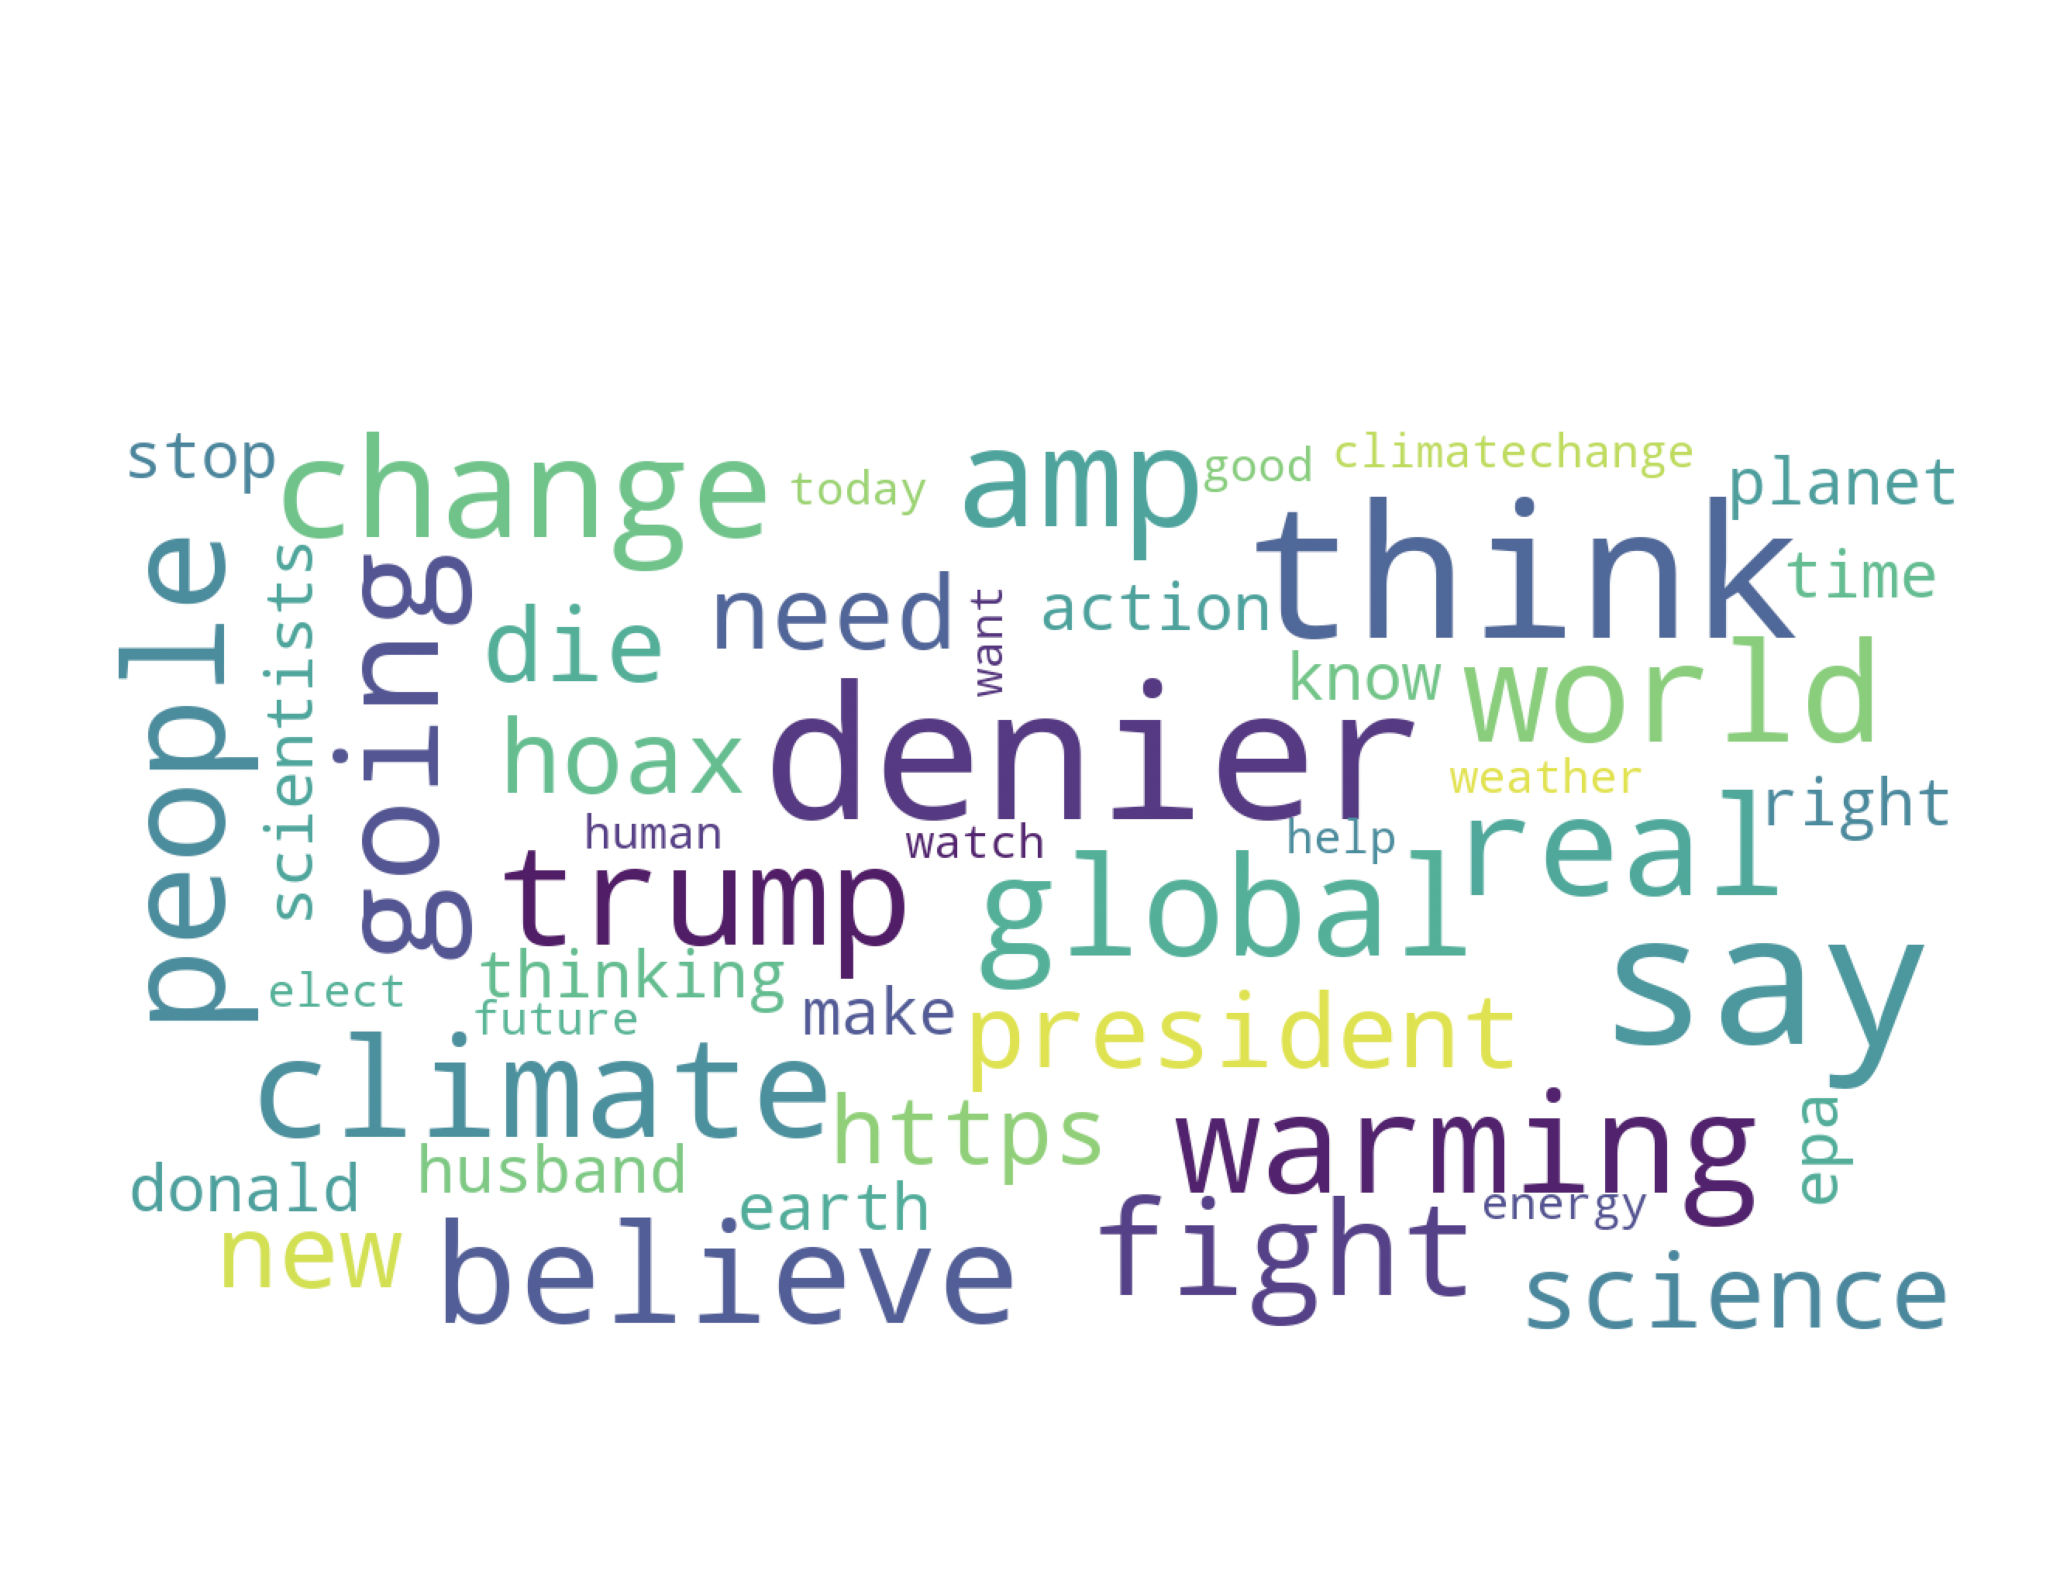 stop
change
today
amp
good
climatechange
planet
people
scientists
going
die
need
want
action
think
time
know
world
hoax
denier
weather
right
human
watch
help
real
trump
global
say
elect
thinking
future
make
president
climate
https
warming
epa
donald
husband
earth
energy
new
believe
fight
science